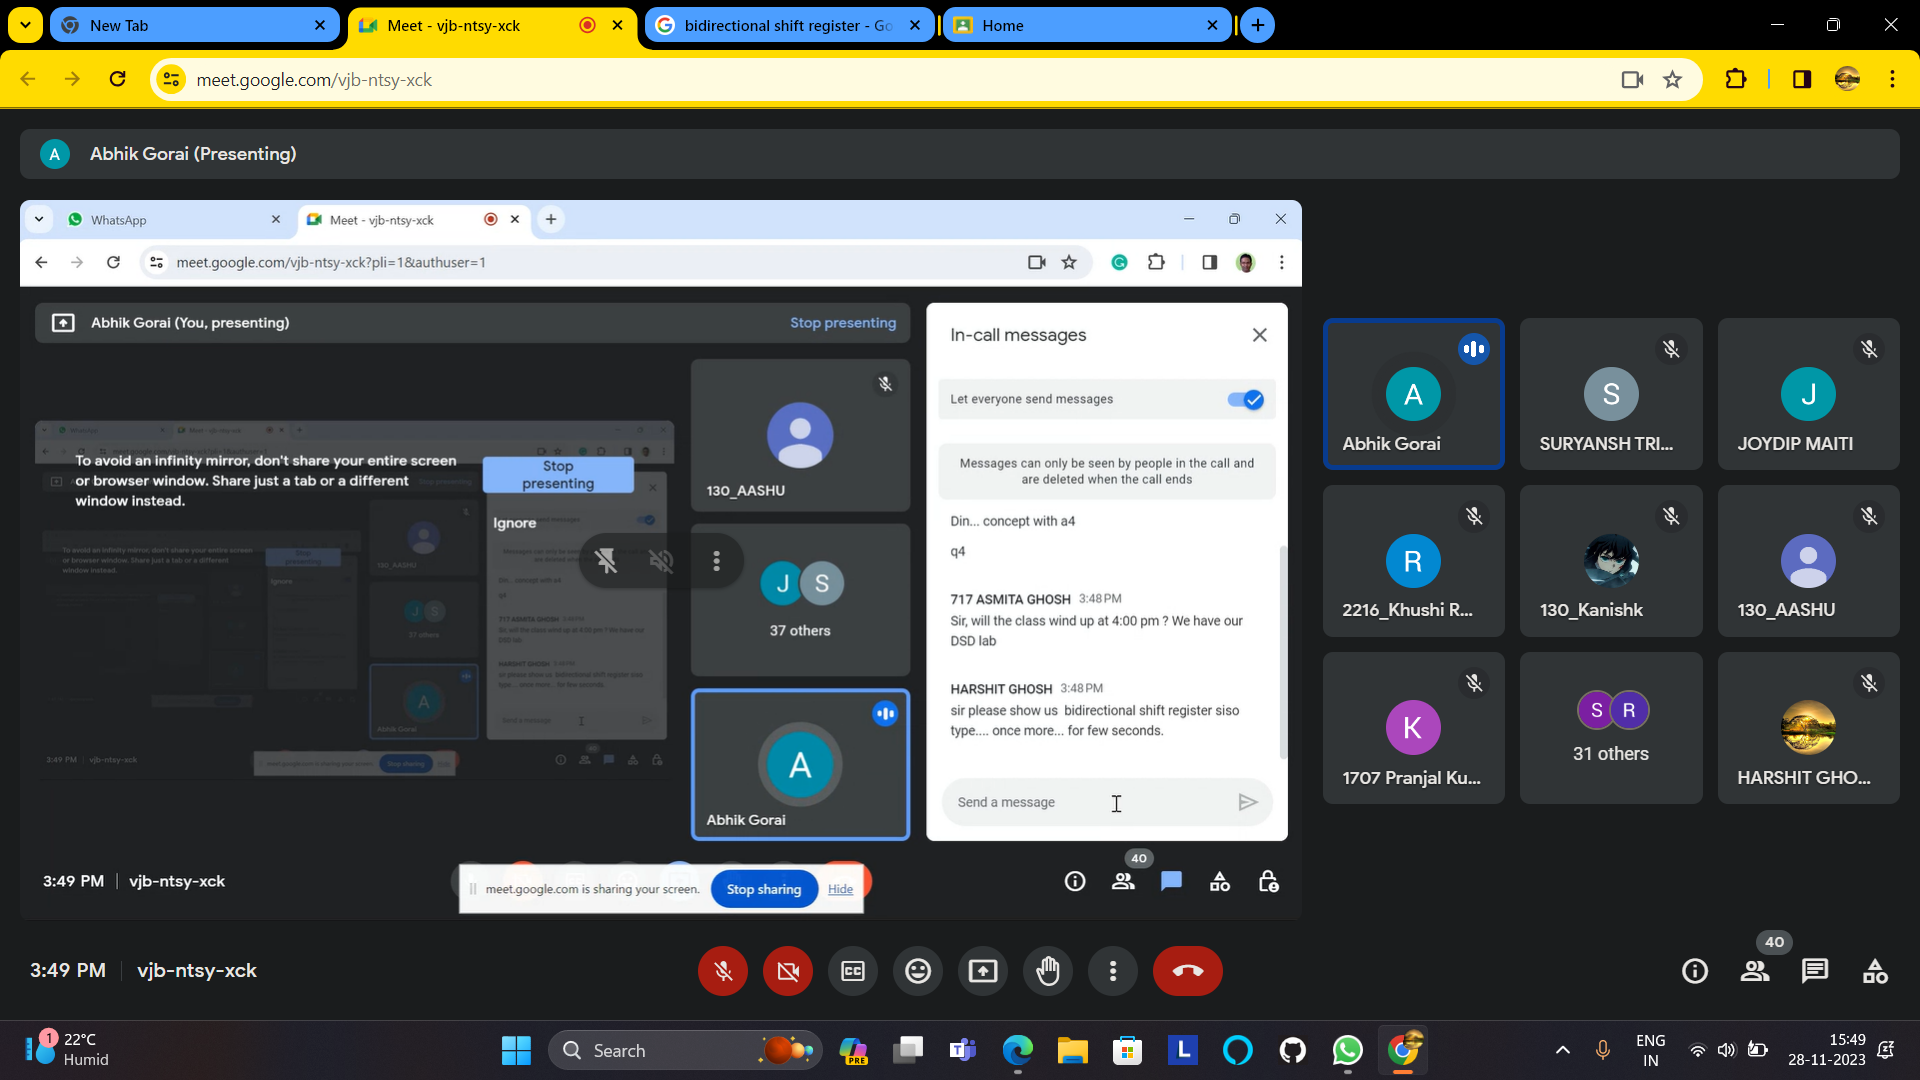 New Tab
Meet - vjb-ntsy-xck
bidirectional shift register - Go
Home
meet.google.com/vjb-ntsy-xck
A
Abhik Gorai (Presenting)
WhatsApp
Meet - vjb-ntsy-xck
meet.google.com/vjb-ntsy-xck?pli=1&authuser=1
Abhik Gorai (You, presenting)
Stop presenting
To avoid an infinity mirror, don't share your entire screen
or browser window. Share just a tab or a different
window instead.
Stop
presenting
Ignore
130_AASHU
J S
37 others
A
Abhik Gorai
In-call messages
Let everyone send messages
Messages can only be seen by people in the call and
are deleted when the call ends
Din... concept with a4
q4
717 ASMITA GHOSH 3:48 PM
Sir, will the class wind up at 4:00 pm ? We have our
DSD lab
HARSHIT GHOSH 3:48 PM
sir please show us bidirectional shift register siso
type.... once more... for few seconds.
Send a message
3:49 PM | vjb-ntsy-xck
meet.google.com is sharing your screen.
Stop sharing
Hide
40
A
Abhik Gorai
S
SURYANSH TRI...
J
JOYDIP MAITI
R
2216_Khushi R...
130_Kanishk
130_AASHU
K
1707 Pranjal Ku...
S R
31 others
HARSHIT GHO...
3:49 PM | vjb-ntsy-xck
CC
40
1
22°C
Humid
Search
PRE
L
ENG
IN
15:49
28-11-2023